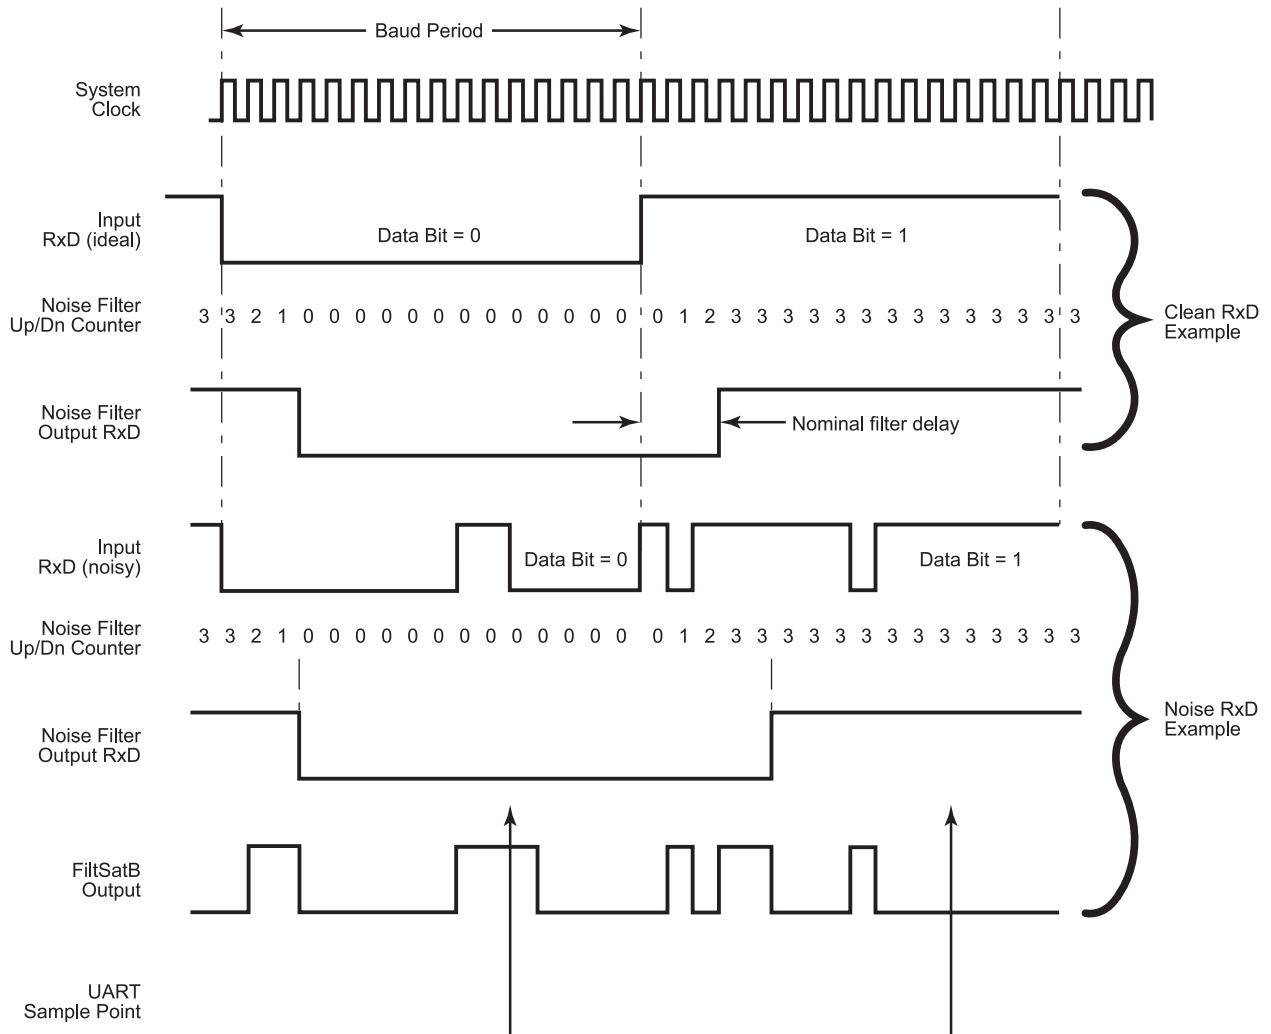 Baud Period
System
Clock
Input
RxD (ideal)
Data Bit = 0
Data Bit = 1
Noise Filter
Up/Dn Counter
3 3 2 1 0 0 0 0 0 0 0 0 0 0 0 0 0 0 1 2 3 3 3 3 3 3 3 3 3 3 3 3 3 3
Clean RxD
Example
Noise Filter
Output RxD
Nominal filter delay
Input
RxD (noisy)
Data Bit = 0
Data Bit = 1
Noise Filter
Up/Dn Counter
3 3 2 1 0 0 0 0 0 0 0 0 0 0 0 0 0 0 1 2 3 3 3 3 3 3 3 3 3 3 3 3 3 3
Noise Filter
Output RxD
Noise RxD
Example
FiltSatB
Output
UART
Sample Point